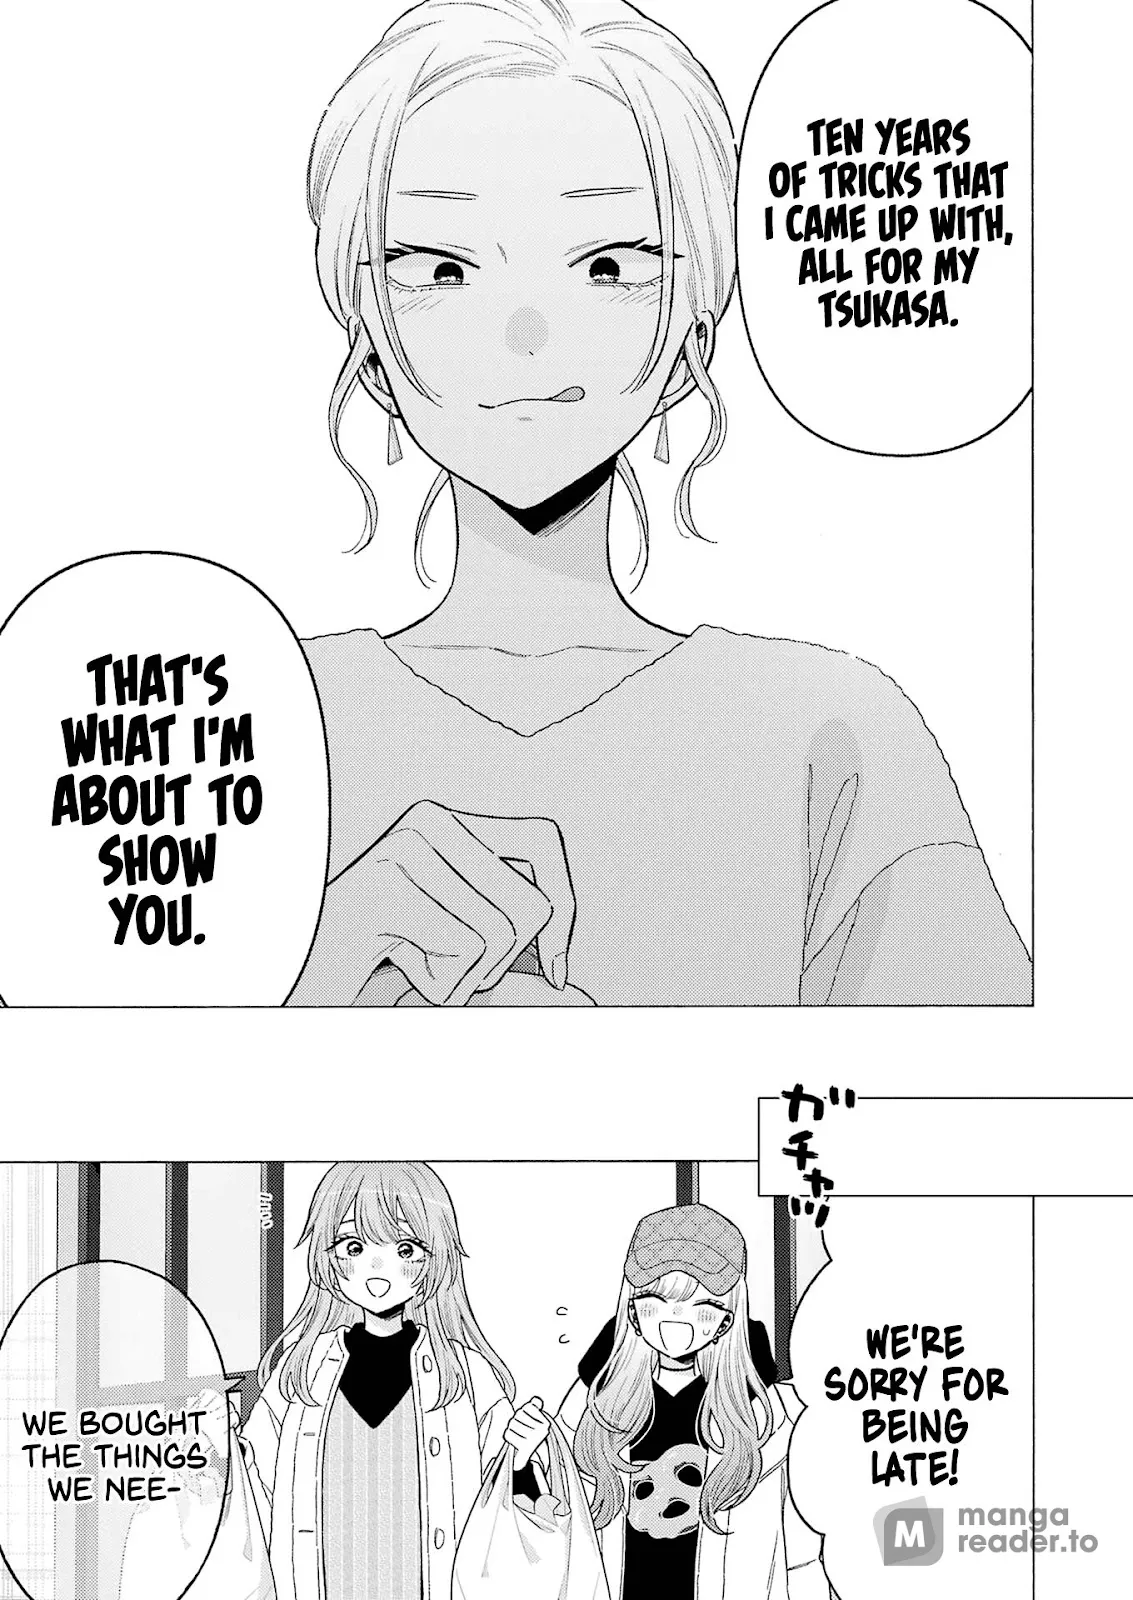 TEN YEARS
OF TRICKS THAT
I CAME UP WITH,
ALL FOR MY
TSUKASA.
THAT'S
WHAT I'M
ABOUT TO
SHOW
YOU.
ガチャッ
WE'RE
SORRY FOR
BEING
LATE!
WE BOUGHT
THE THINGS
WE NEE-
M manga
reader.to